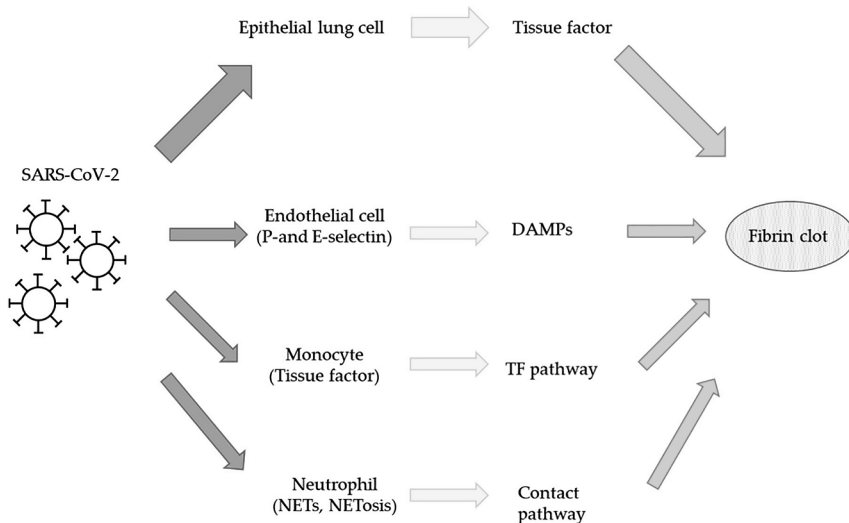 Epithelial lung cell
Tissue factor
SARS-CoV-2
Endothelial cell
(P-and E-selectin)
DAMPs
Fibrin clot
Monocyte
(Tissue factor)
TF pathway
Neutrophil
(NETs, NETosis)
Contact
pathway